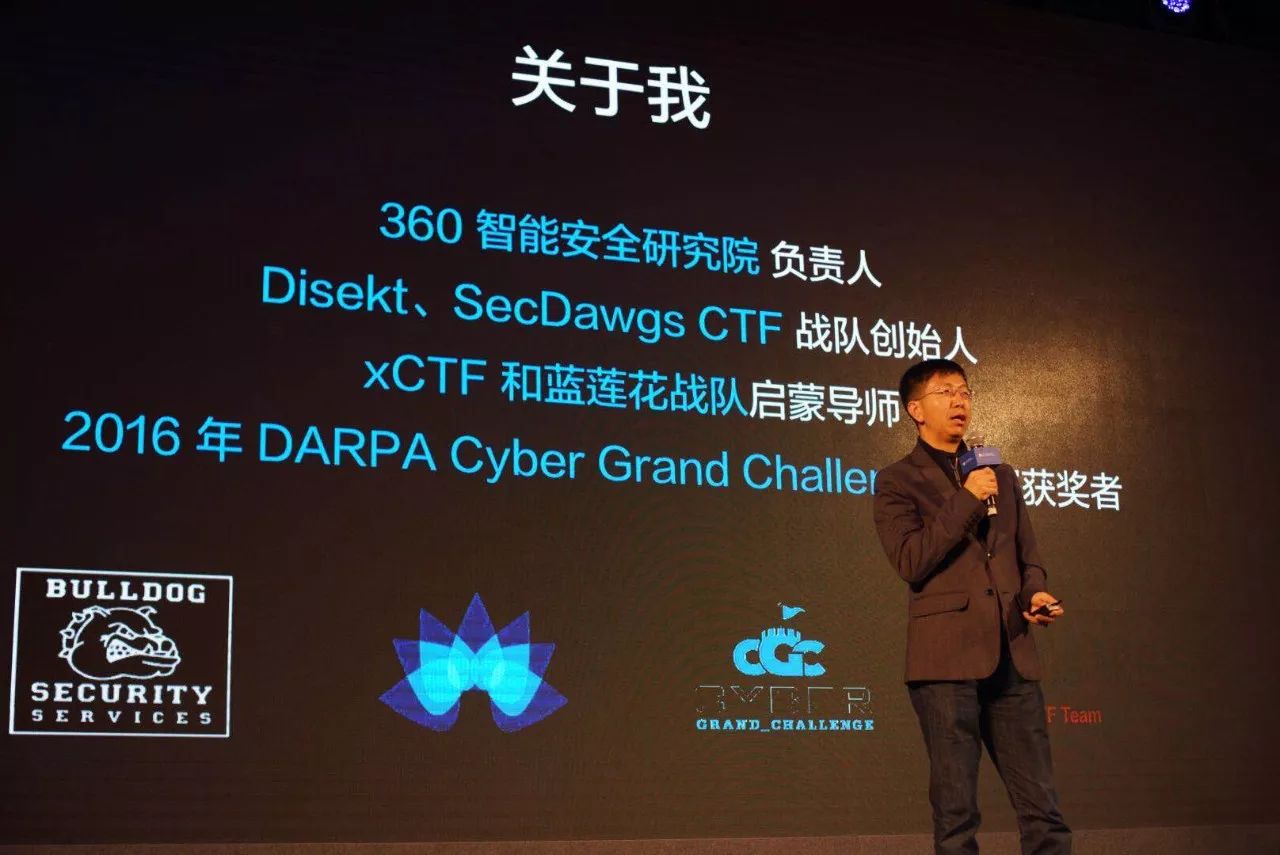 关于我
360 智能安全研究院 负责人
Disekt、SecDawgs CTF 战队创始人
xCTF 和蓝莲花战队启蒙导师
2016 年 DARPA Cyber Grand 获奖者
BULLDOG
SECURITY
SERVICES
CGC
CYBER
GRAND_CHALLENGE
Team